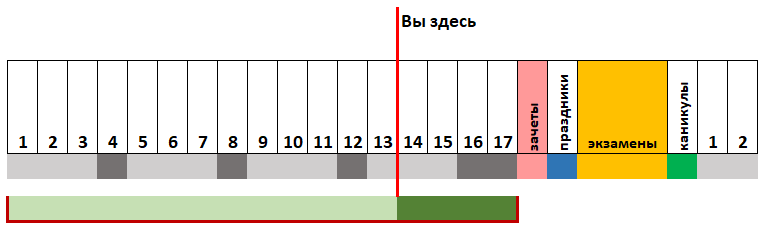 Вы здесь
1 2 3 4 5 6 7 8 9 10 11 12 13 14 15 16 17 зачеты праздники экзамены каникулы 1 2